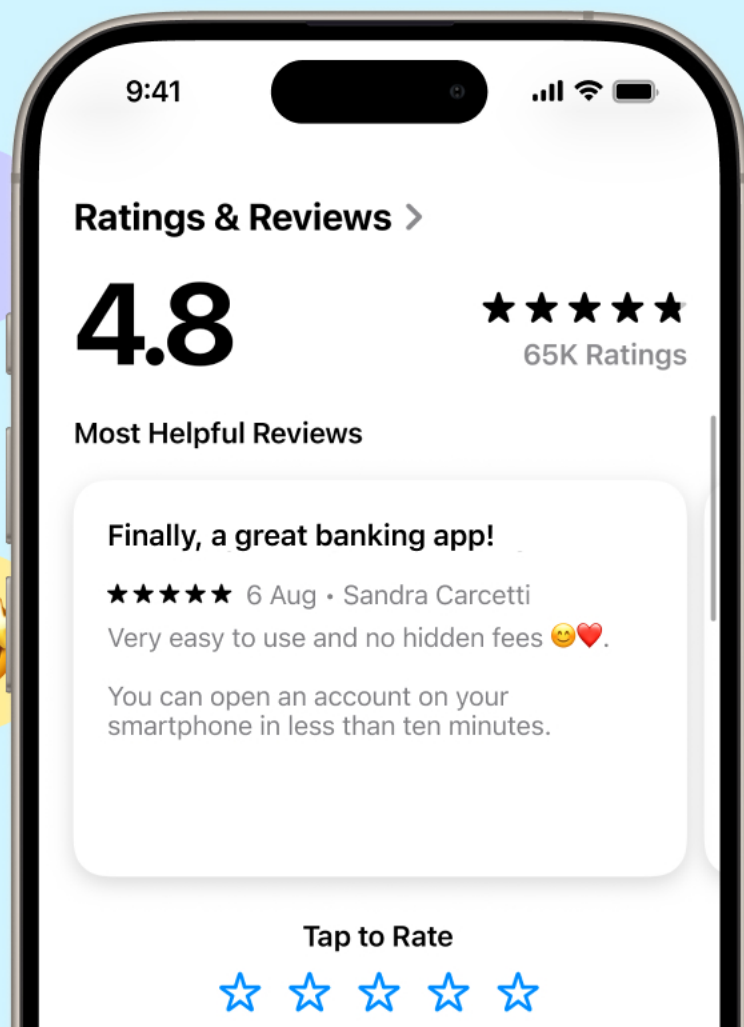 9:41
Ratings & Reviews
4.8
65K Ratings
Most Helpful Reviews
Finally, a great banking app!
6 Aug • Sandra Carcetti
Very easy to use and no hidden fees 😊❤️.
You can open an account on your
smartphone in less than ten minutes.
Tap to Rate